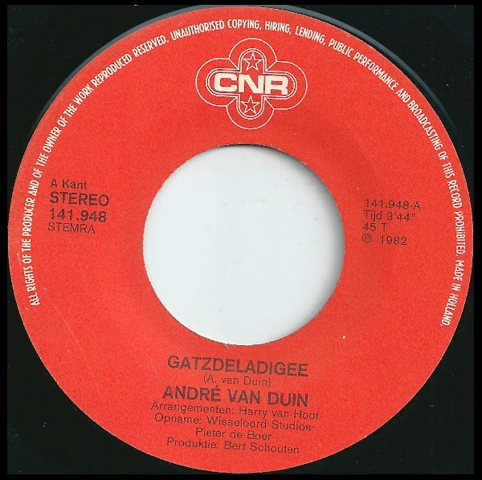 ALL RIGHTS OF THE PRODUCER AND OF THE OWNER OF THE WORK REPRODUCED RESERVED. UNAUTHORISED COPYING, HIRING, LENDING, PUBLIC PERFORMANCE AND BROADCASTING OF THIS RECORD PROHIBITED. MADE IN HOLLAND.
CNR
A Kant
STEREO
141.948
STEMRA
141.948-A
Tijd 3'44"
45 T
℗ 1982
GATZDELADIGEE
(A. van Duin)
ANDRÉ VAN DUIN
Arrangementen: Harry van Hoof
Opname: Wisseloord Studios-
Pieter de Boer
Produktie: Bert Schouten